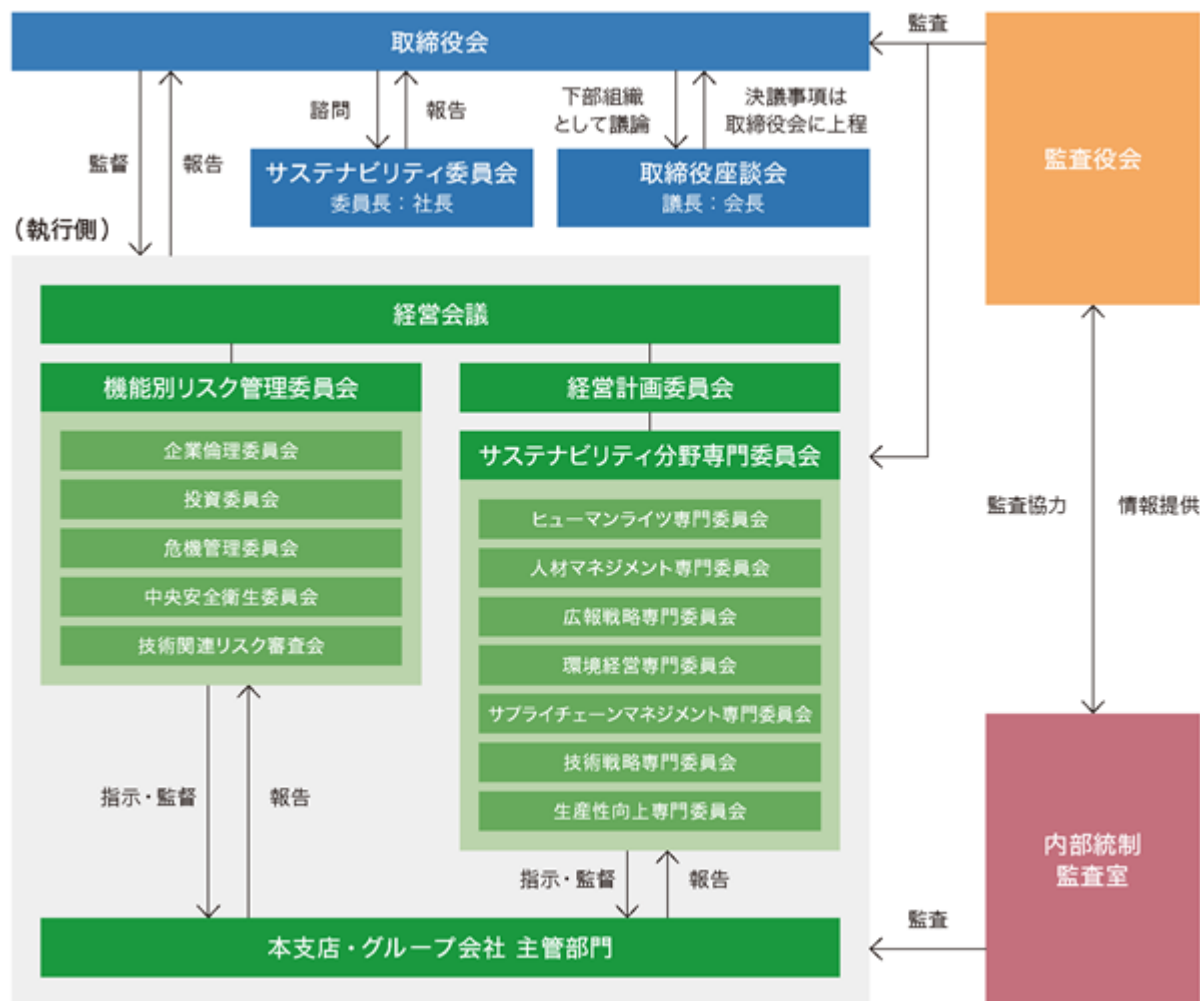 取締役会
監査
監査役会
諮問
報告
下部組織
として議論
決議事項は
取締役会に上程
監督
報告
サステナビリティ委員会
委員長：社長
取締役座談会
議長：会長
（執行側）
経営会議
機能別リスク管理委員会
企業倫理委員会
投資委員会
危機管理委員会
中央安全衛生委員会
技術関連リスク審査会
経営計画委員会
サステナビリティ分野専門委員会
ヒューマンライツ専門委員会
人材マネジメント専門委員会
広報戦略専門委員会
環境経営専門委員会
サプライチェーンマネジメント専門委員会
技術戦略専門委員会
生産性向上専門委員会
監査協力
情報提供
指示・監督
報告
指示・監督
報告
内部統制
監査室
監査
本支店・グループ会社 主管部門